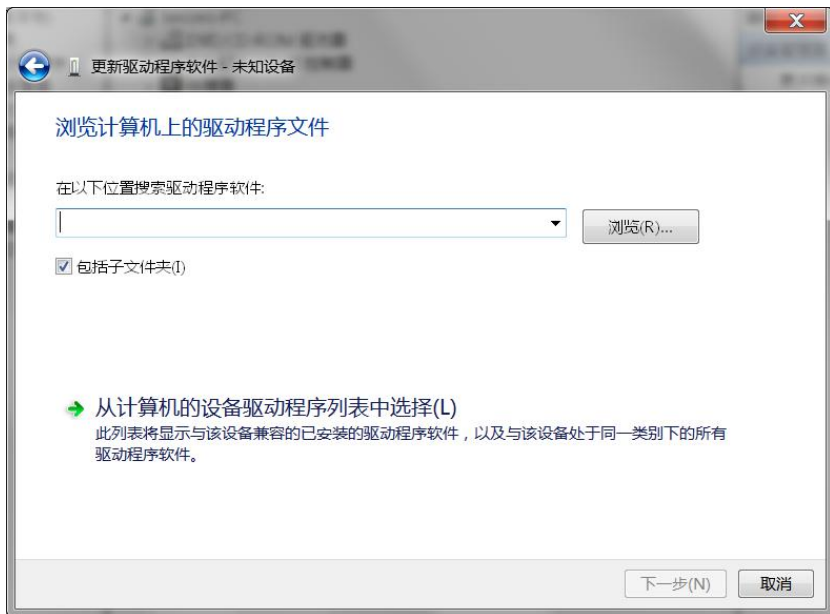 更新驱动程序软件 - 未知设备
浏览计算机上的驱动程序文件
在以下位置搜索驱动程序软件:
浏览(R)...
包括子文件夹(I)
从计算机的设备驱动程序列表中选择(L)
此列表将显示与该设备兼容的已安装的驱动程序软件，以及与该设备处于同一类别下的所有
驱动程序软件。
下一步(N)
取消